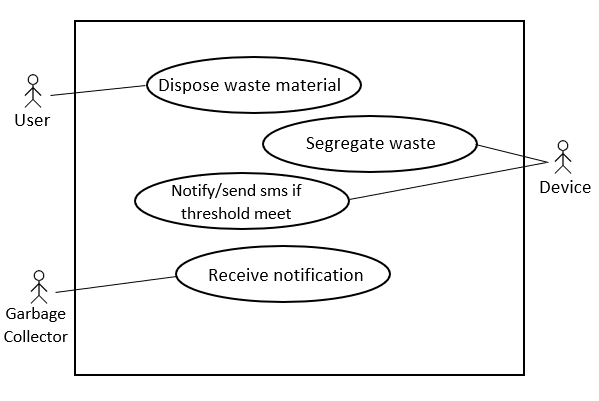 Dispose waste material
User
Segregate waste
Device
Notify/send sms if
threshold meet
Receive notification
Garbage
Collector